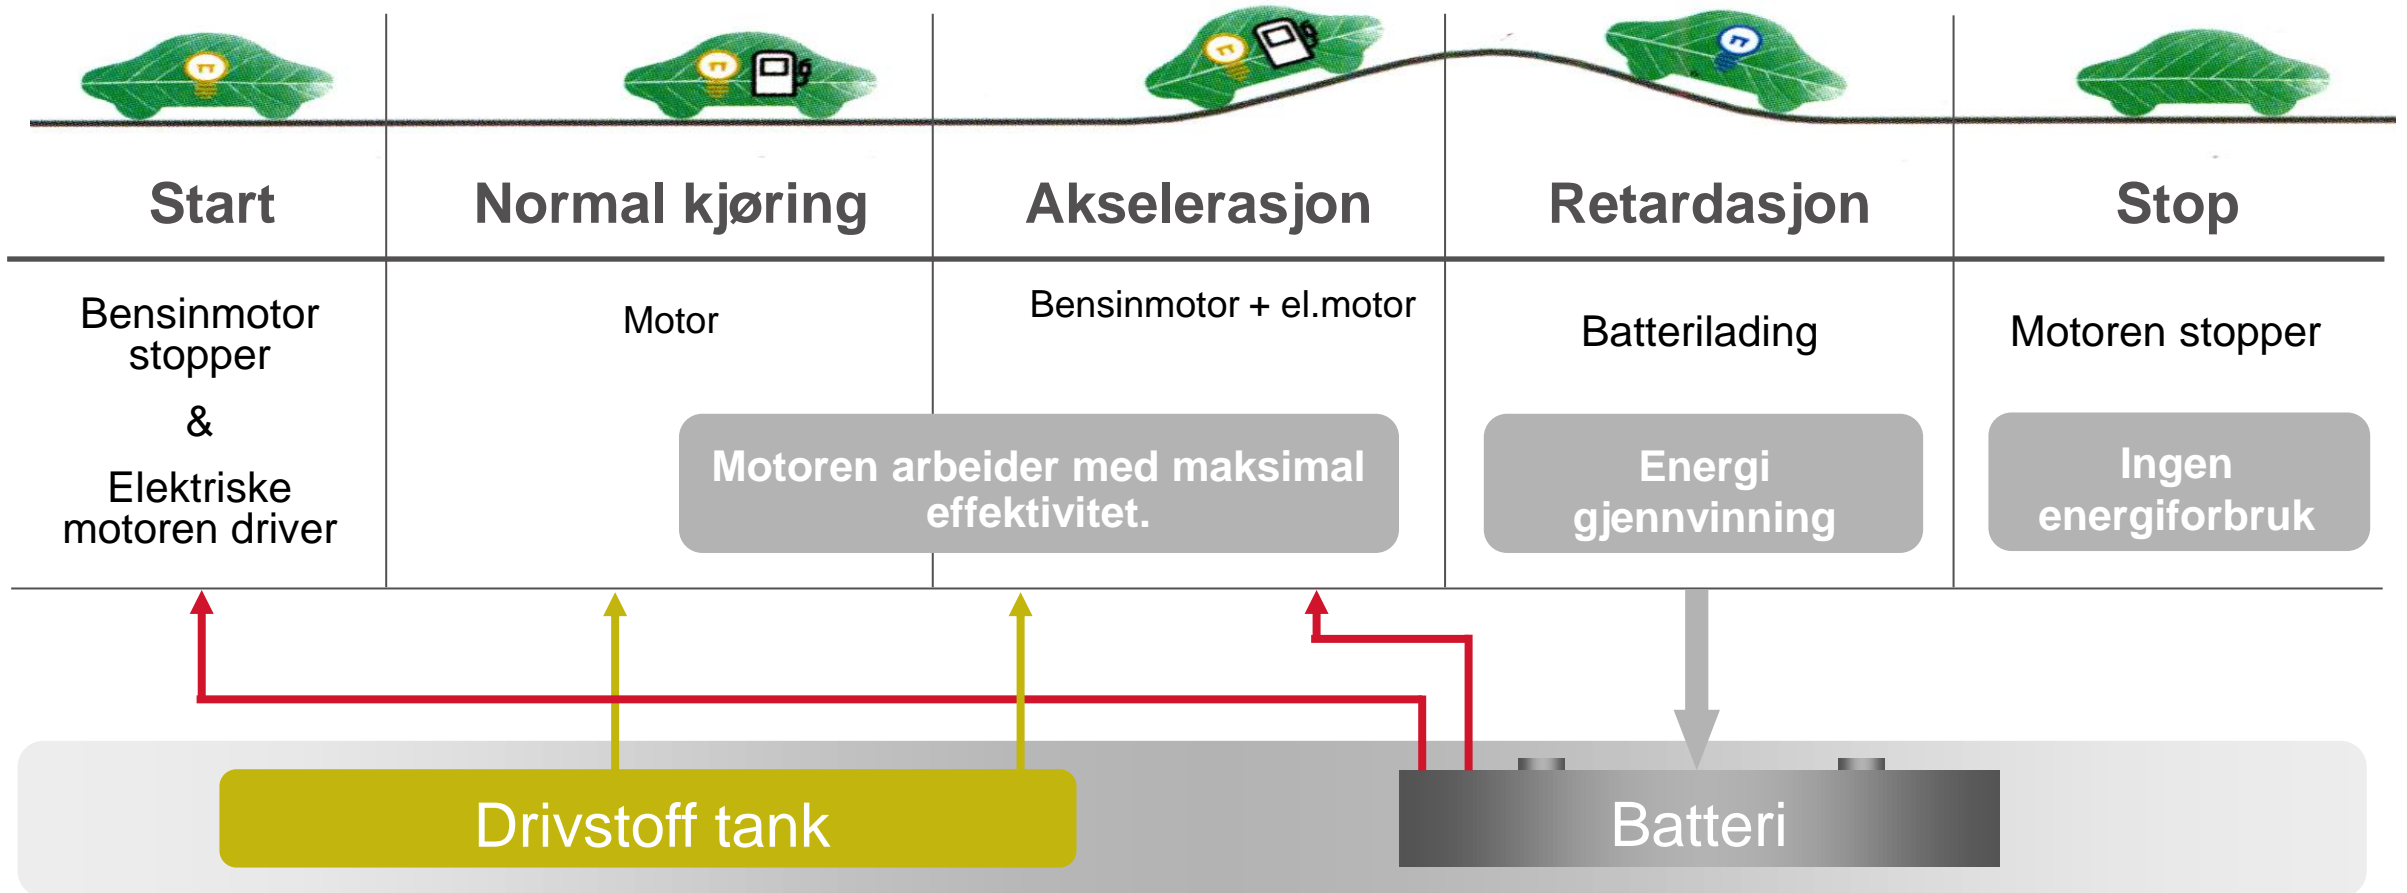 Start
Normal kjøring
Akselerasjon
Retardasjon
Stop
Bensinmotor
stopper
&
Elektriske
motoren driver
Motor
Bensinmotor + el.motor
Motoren arbeider med maksimal
effektivitet.
Batterilading
Energi
gjennvinning
Motoren stopper
Ingen
energiforbruk
Drivstoff tank
Batteri